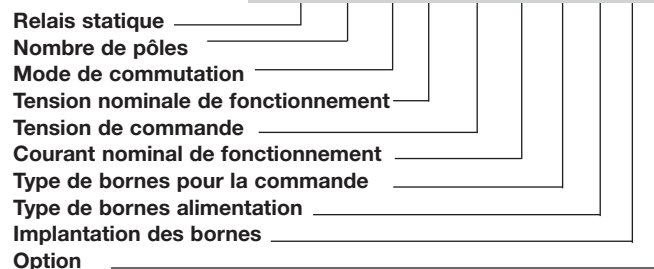 Relais statique
Nombre de pôles
Mode de commutation
Tension nominale de fonctionnement
Tension de commande
Courant nominal de fonctionnement
Type de bornes pour la commande
Type de bornes alimentation
Implantation des bornes
Option